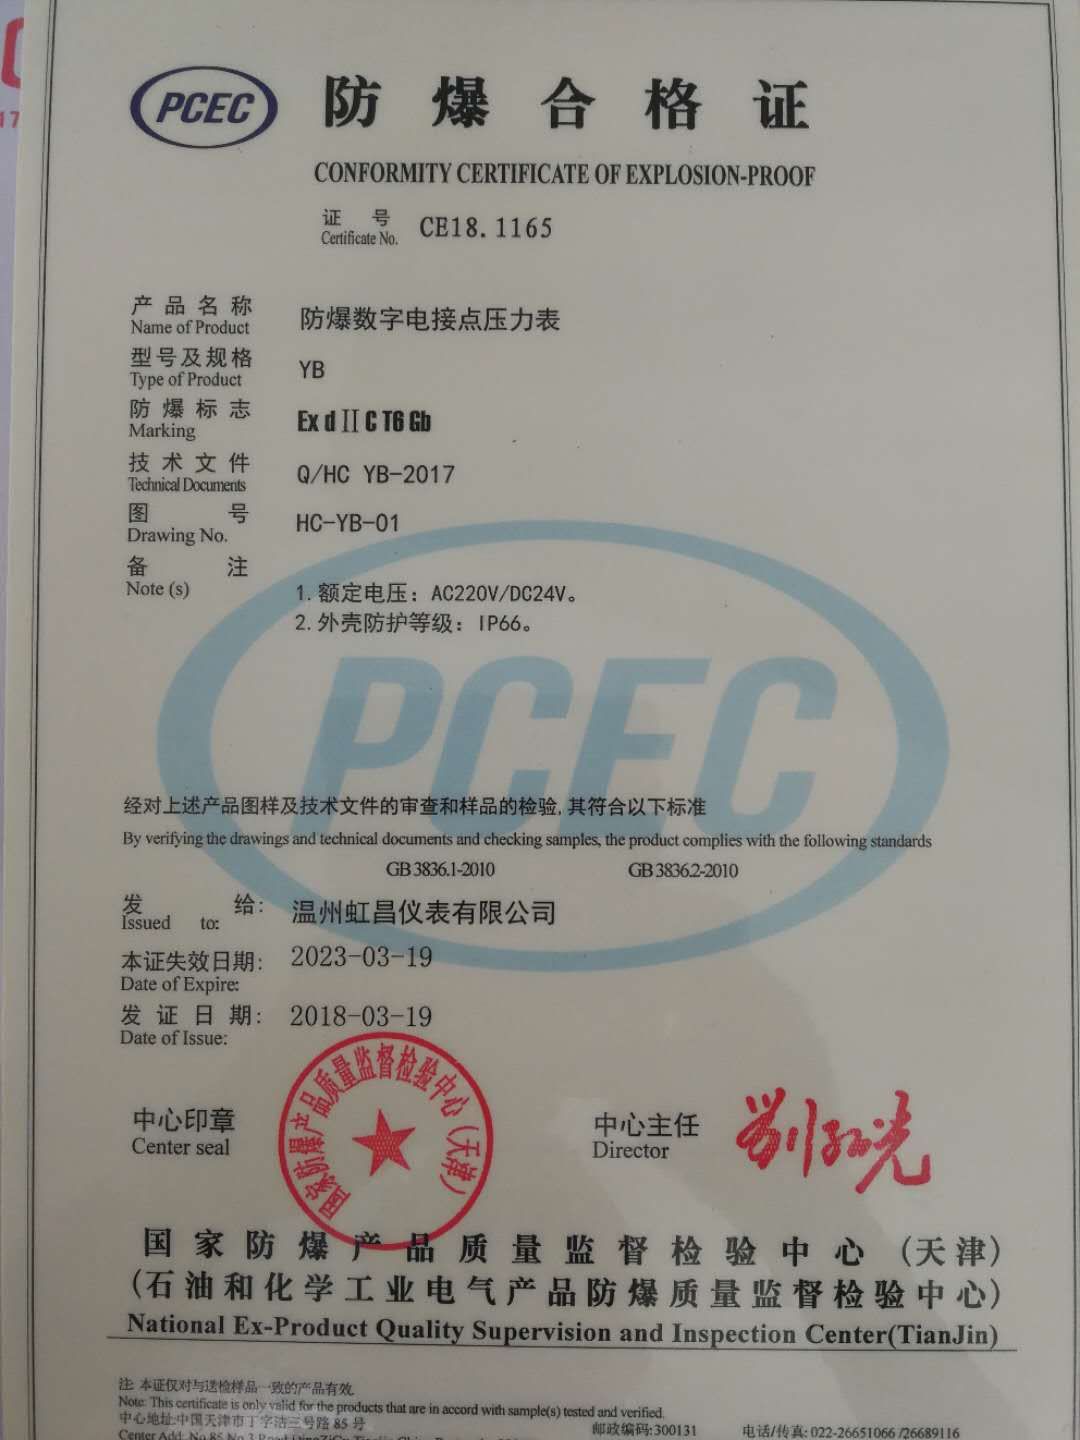 PCEC
防爆合格证
CONFORMITY CERTIFICATE OF EXPLOSION-PROOF
证 号 CE18.1165
Certificate No.
产品名称 防爆数字电接点压力表
Name of Product
型号及规格 YB
Type of Product
防爆标志 Ex d II C T6 Gb
Marking
技术文件 Q/HC YB-2017
Technical Documents
图 号 HC-YB-01
Drawing No.
备 注
Note (s)
1. 额定电压: AC220V/DC24V。
2. 外壳防护等级: IP66。
PCEC
经对上述产品图样及技术文件的审查和样品的检验, 其符合以下标准
By verifying the drawings and technical documents and checking samples, the product complies with the following standards
GB 3836.1-2010 GB 3836.2-2010
发 给: 温州虹昌仪表有限公司
Issued to:
本证失效日期: 2023-03-19
Date of Expire:
发证日期: 2018-03-19
Date of Issue:
国家防爆产品质量监督检验中心(天津)
中心印章
Center seal
中心主任
Director
国家防爆产品质量监督检验中心(天津)
(石油和化学工业电气产品防爆质量监督检验中心)
National Ex-Product Quality Supervision and Inspection Center(TianJin)
注: 本证仅对与送检样品一致的产品有效.
Note: This certificate is only valid for the products that are in accord with sample(s) tested and verified.
中心地址:中国天津市丁字沽三号路 85 号 邮政编码:300131 电话/传真: 022-26651066 /26689116
Center Add: No.85 No.3 Road